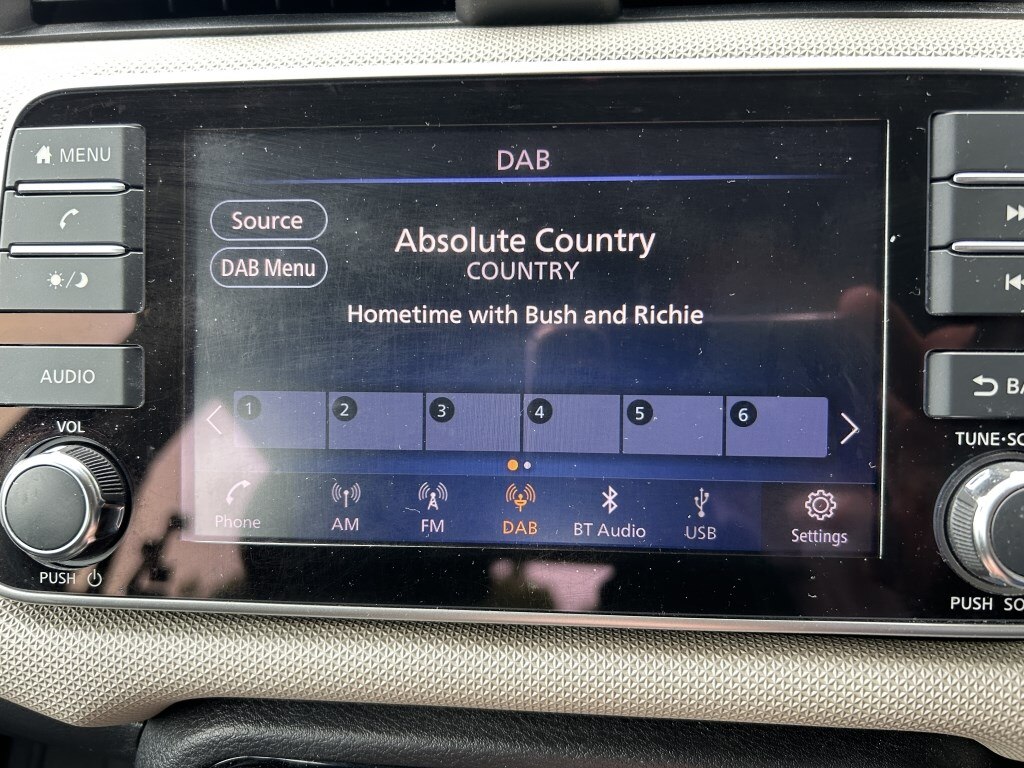 MENU
AUDIO
VOL
PUSH
DAB
Source
DAB Menu
Absolute Country
COUNTRY
Hometime with Bush and Richie
1 2 3 4 5 6
Phone AM FM DAB BT Audio USB Settings
BA
TUNE•SC
PUSH SO